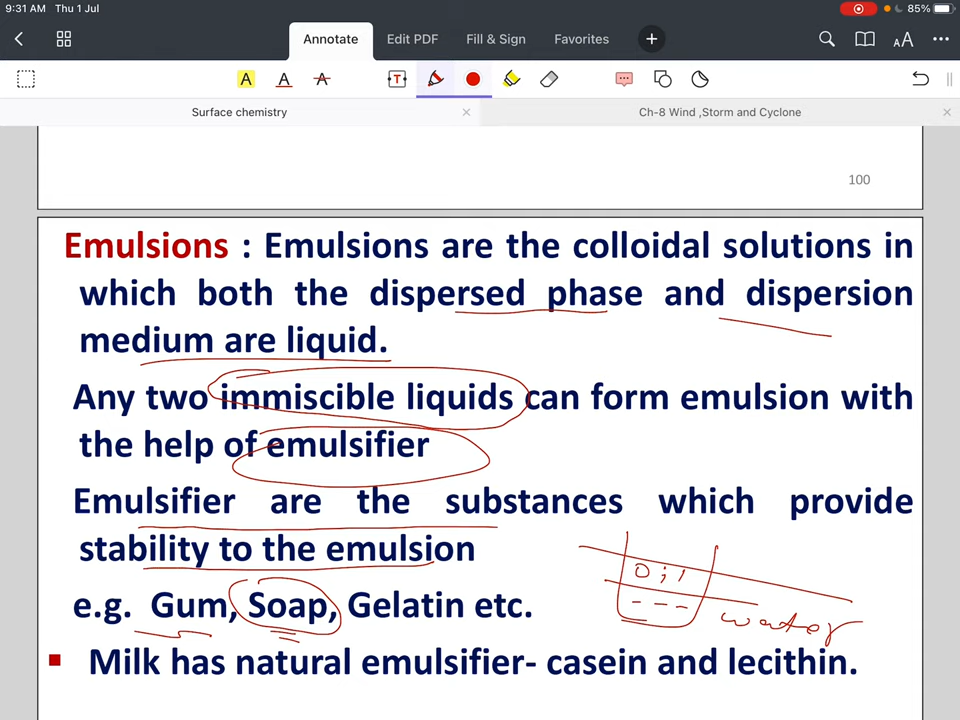 9:31 AM Thu 1 Jul
85%
Annotate Edit PDF Fill & Sign Favorites
AA
A A A T
Surface chemistry
Ch-8 Wind ,Storm and Cyclone
100
Emulsions : Emulsions are the colloidal solutions in
which both the dispersed phase and dispersion
medium are liquid.
Any two immiscible liquids can form emulsion with
the help of emulsifier
Emulsifier are the substances which provide
stability to the emulsion
oil
e.g. Gum, Soap, Gelatin etc.
water
Milk has natural emulsifier- casein and lecithin.